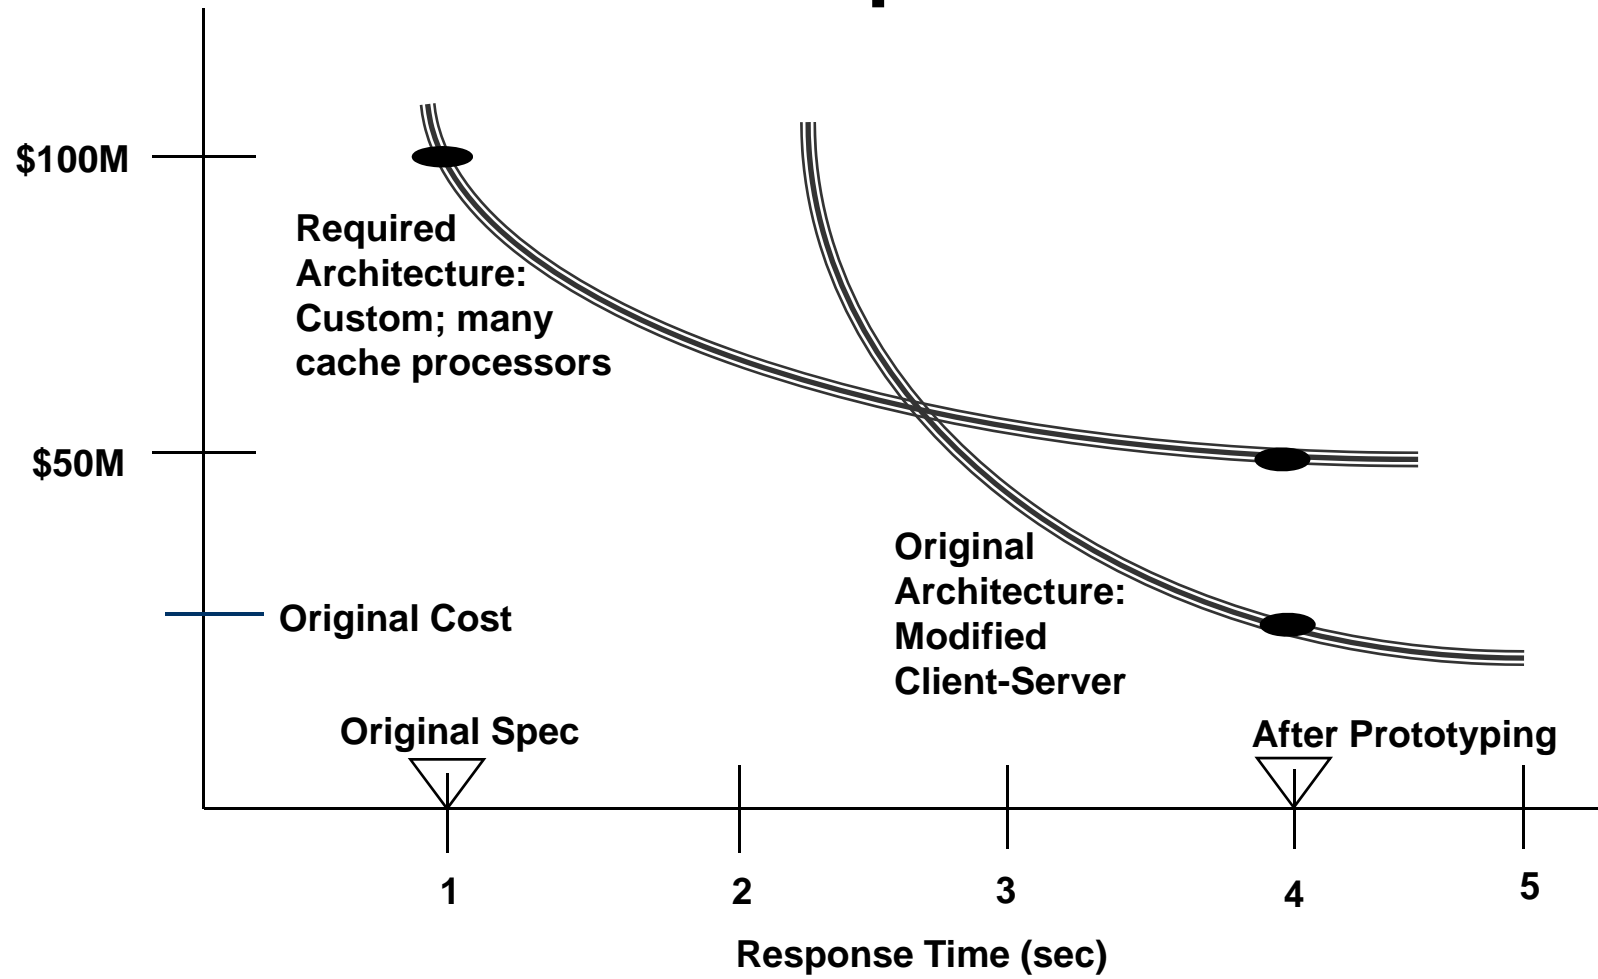 $100M
Required
Architecture:
Custom; many
cache processors
$50M
Original
Architecture:
Modified
Client-Server
Original Cost
Original Spec
After Prototyping
1
2
3
4
5
Response Time (sec)